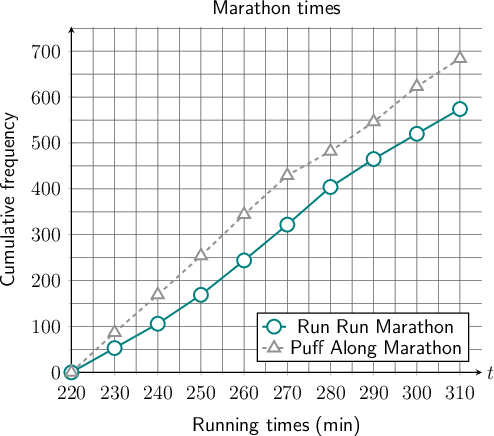 Marathon times
Cumulative frequency
700
600
500
400
300
200
100
0
220 230 240 250 260 270 280 290 300 310
t
Running times (min)
Run Run Marathon
Puff Along Marathon